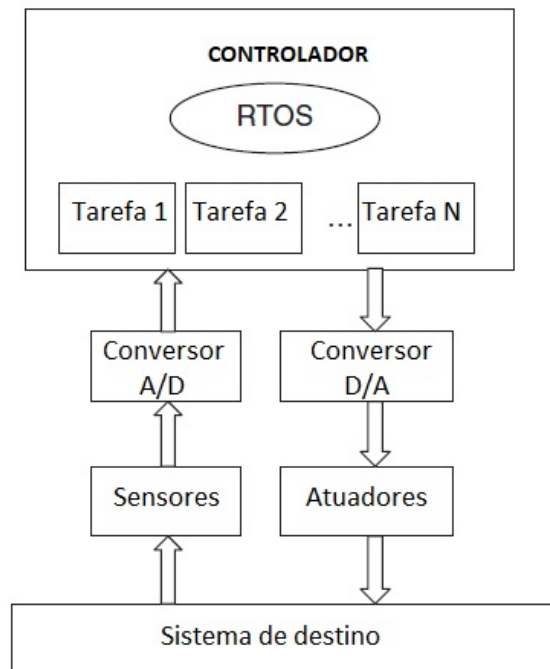 CONTROLADOR
RTOS
Tarefa 1
Tarefa 2
...
Tarefa N
Conversor
A/D
Conversor
D/A
Sensores
Atuadores
Sistema de destino